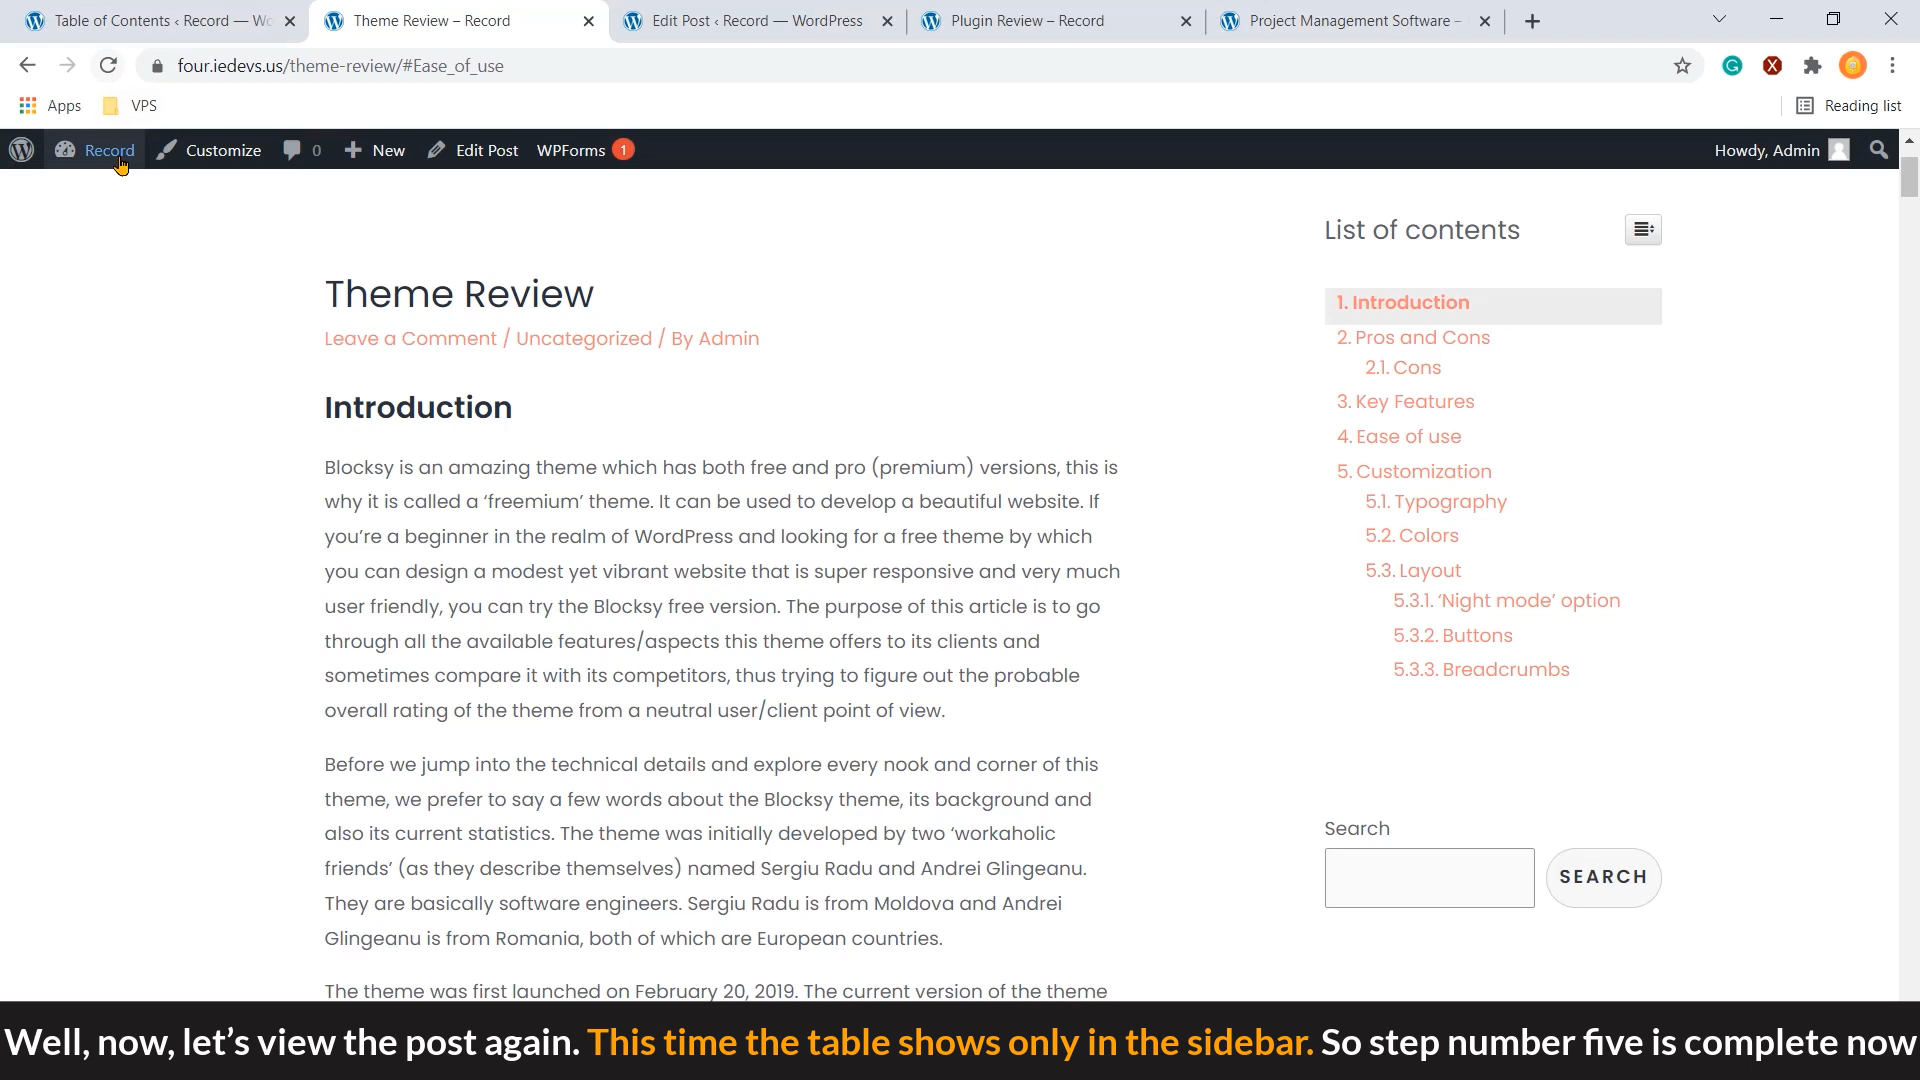 Table of Contents ‹ Record — Wo
Theme Review – Record
Edit Post ‹ Record — WordPress
Plugin Review – Record
Project Management Software –
four.iedevs.us/theme-review/#Ease_of_use
Apps
VPS
Reading list
Record
Customize
0
New
Edit Post
WPForms 1
Howdy, Admin
List of contents
Theme Review
Leave a Comment / Uncategorized / By Admin
Introduction
Blocksy is an amazing theme which has both free and pro (premium) versions, this is
why it is called a ‘freemium’ theme. It can be used to develop a beautiful website. If
you’re a beginner in the realm of WordPress and looking for a free theme by which
you can design a modest yet vibrant website that is super responsive and very much
user friendly, you can try the Blocksy free version. The purpose of this article is to go
through all the available features/aspects this theme offers to its clients and
sometimes compare it with its competitors, thus trying to figure out the probable
overall rating of the theme from a neutral user/client point of view.
Before we jump into the technical details and explore every nook and corner of this
theme, we prefer to say a few words about the Blocksy theme, its background and
also its current statistics. The theme was initially developed by two ‘workaholic
friends’ (as they describe themselves) named Sergiu Radu and Andrei Glingeanu.
They are basically software engineers. Sergiu Radu is from Moldova and Andrei
Glingeanu is from Romania, both of which are European countries.
The theme was first launched on February 20, 2019. The current version of the theme
1. Introduction
2. Pros and Cons
2.1. Cons
3. Key Features
4. Ease of use
5. Customization
5.1. Typography
5.2. Colors
5.3. Layout
5.3.1. ‘Night mode’ option
5.3.2. Buttons
5.3.3. Breadcrumbs
Search
SEARCH
Well, now, let’s view the post again. This time the table shows only in the sidebar. So step number five is complete now